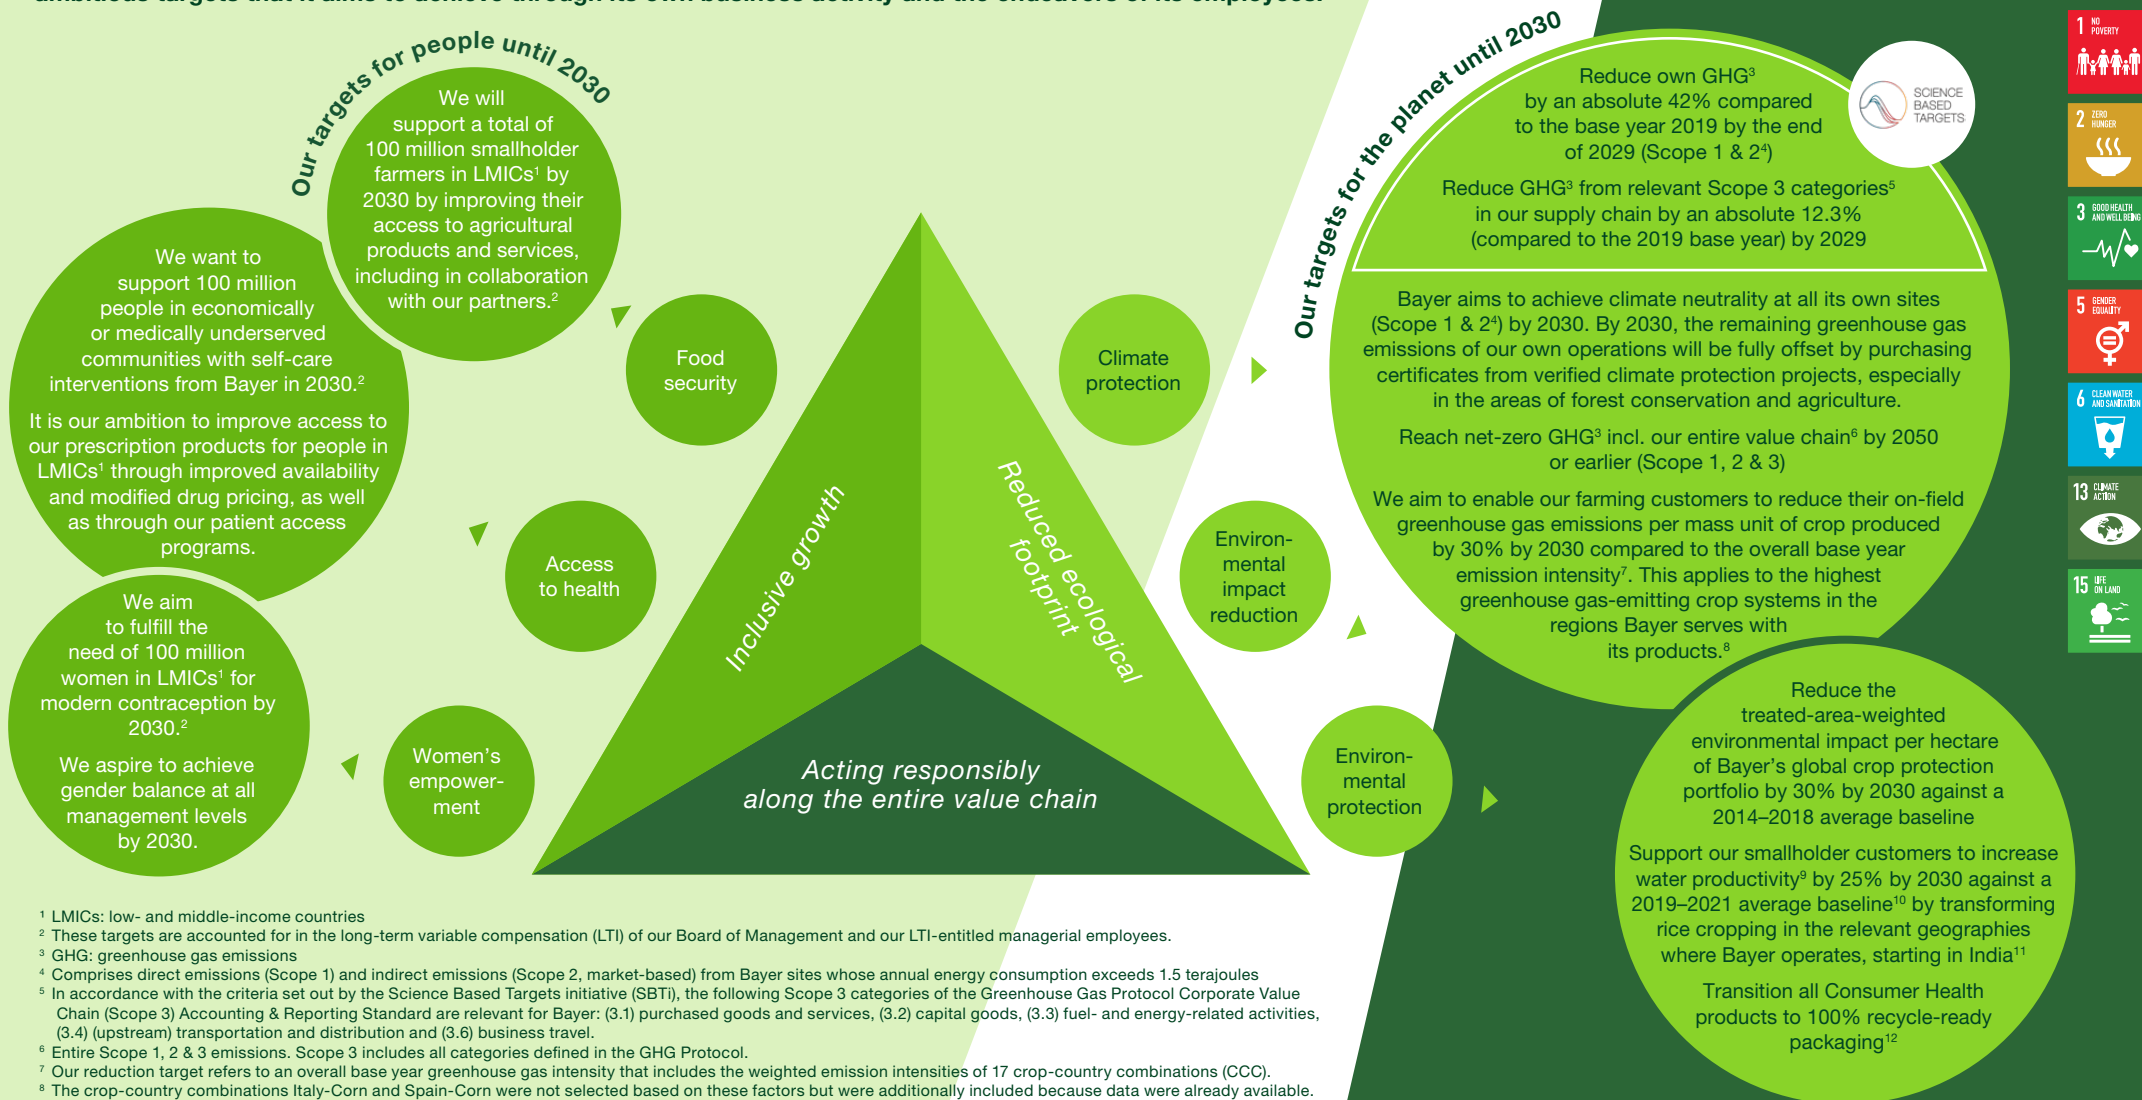 ambitious targets that it aims to achieve through its own business activity and the endeavors of its employees.
Our targets for people until 2030
We will
support a total of
100 million smallholder
farmers in LMICs¹ by
2030 by improving their
access to agricultural
products and services,
including in collaboration
with our partners.²
We want to
support 100 million
people in economically
or medically underserved
communities with self-care
interventions from Bayer in 2030.²
It is our ambition to improve access to
our prescription products for people in
LMICs¹ through improved availability
and modified drug pricing, as well
as through our patient access
programs.
We aim
to fulfill the
need of 100 million
women in LMICs¹ for
modern contraception by
2030.²
We aspire to achieve
gender balance at all
management levels
by 2030.
Food
security
Access
to health
Women's
empower-
ment
Inclusive growth
Reduced ecological
footprint
Acting responsibly
along the entire value chain
Climate
protection
Environ-
mental
impact
reduction
Environ-
mental
protection
Our targets for the planet until 2030
Reduce own GHG³
by an absolute 42% compared
to the base year 2019 by the end
of 2029 (Scope 1 & 2⁴)
Reduce GHG³ from relevant Scope 3 categories⁵
in our supply chain by an absolute 12.3%
(compared to the 2019 base year) by 2029
SCIENCE
BASED
TARGETS
Bayer aims to achieve climate neutrality at all its own sites
(Scope 1 & 2⁴) by 2030. By 2030, the remaining greenhouse gas
emissions of our own operations will be fully offset by purchasing
certificates from verified climate protection projects, especially
in the areas of forest conservation and agriculture.
Reach net-zero GHG³ incl. our entire value chain⁶ by 2050
or earlier (Scope 1, 2 & 3)
We aim to enable our farming customers to reduce their on-field
greenhouse gas emissions per mass unit of crop produced
by 30% by 2030 compared to the overall base year
emission intensity⁷. This applies to the highest
greenhouse gas-emitting crop systems in the
regions Bayer serves with
its products.⁸
Reduce the
treated-area-weighted
environmental impact per hectare
of Bayer's global crop protection
portfolio by 30% by 2030 against a
2014–2018 average baseline
Support our smallholder customers to increase
water productivity⁹ by 25% by 2030 against a
2019–2021 average baseline¹⁰ by transforming
rice cropping in the relevant geographies
where Bayer operates, starting in India¹¹
Transition all Consumer Health
products to 100% recycle-ready
packaging¹²
1 NO
POVERTY
2 ZERO
HUNGER
3 GOOD HEALTH
AND WELL BEING
5 GENDER
EQUALITY
6 CLEAN WATER
AND SANITATION
13 CLIMATE
ACTION
15 LIFE
ON LAND
¹ LMICs: low- and middle-income countries
² These targets are accounted for in the long-term variable compensation (LTI) of our Board of Management and our LTI-entitled managerial employees.
³ GHG: greenhouse gas emissions
⁴ Comprises direct emissions (Scope 1) and indirect emissions (Scope 2, market-based) from Bayer sites whose annual energy consumption exceeds 1.5 terajoules
⁵ In accordance with the criteria set out by the Science Based Targets initiative (SBTi), the following Scope 3 categories of the Greenhouse Gas Protocol Corporate Value
Chain (Scope 3) Accounting & Reporting Standard are relevant for Bayer: (3.1) purchased goods and services, (3.2) capital goods, (3.3) fuel- and energy-related activities,
(3.4) (upstream) transportation and distribution and (3.6) business travel.
⁶ Entire Scope 1, 2 & 3 emissions. Scope 3 includes all categories defined in the GHG Protocol.
⁷ Our reduction target refers to an overall base year greenhouse gas intensity that includes the weighted emission intensities of 17 crop-country combinations (CCC).
⁸ The crop-country combinations Italy-Corn and Spain-Corn were not selected based on these factors but were additionally included because data were already available.